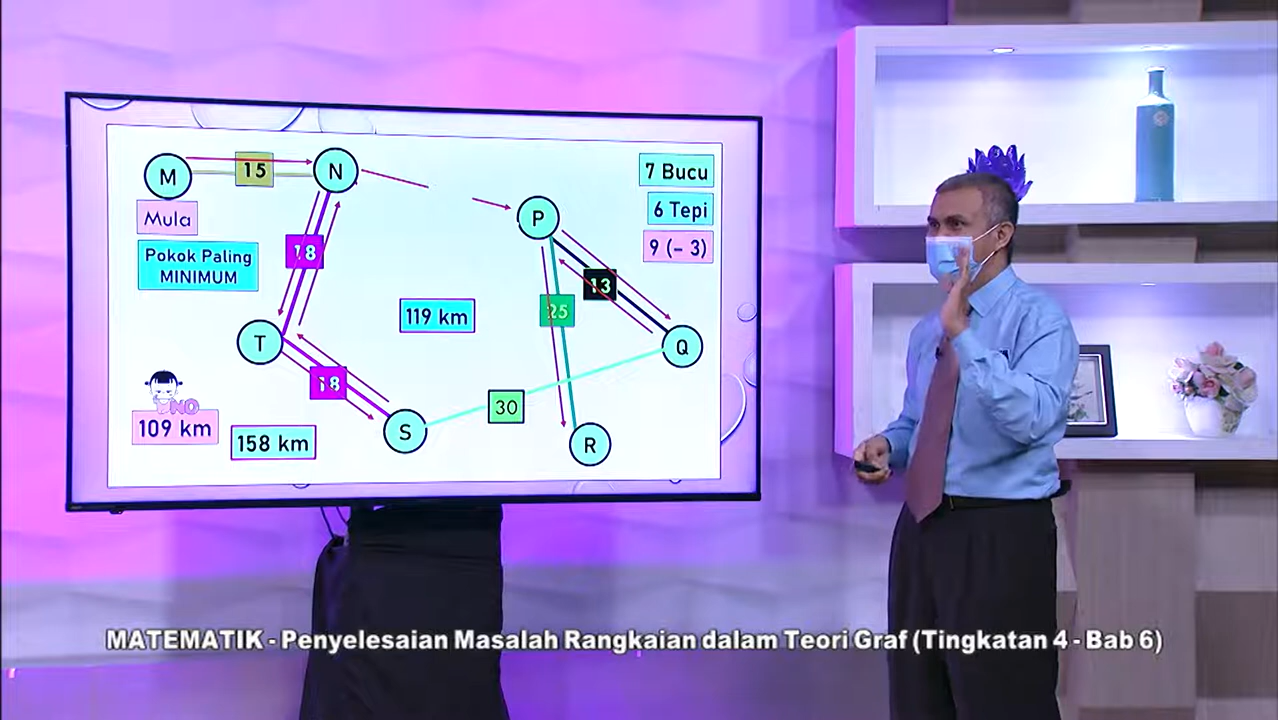 M
15
N
7 Bucu
Mula
P
6 Tepi
Pokok Paling
MINIMUM
18
9 (- 3)
13
119 km
25
T
Q
18
NO
30
109 km
158 km
S
R
MATEMATIK - Penyelesaian Masalah Rangkaian dalam Teori Graf (Tingkatan 4 - Bab 6)